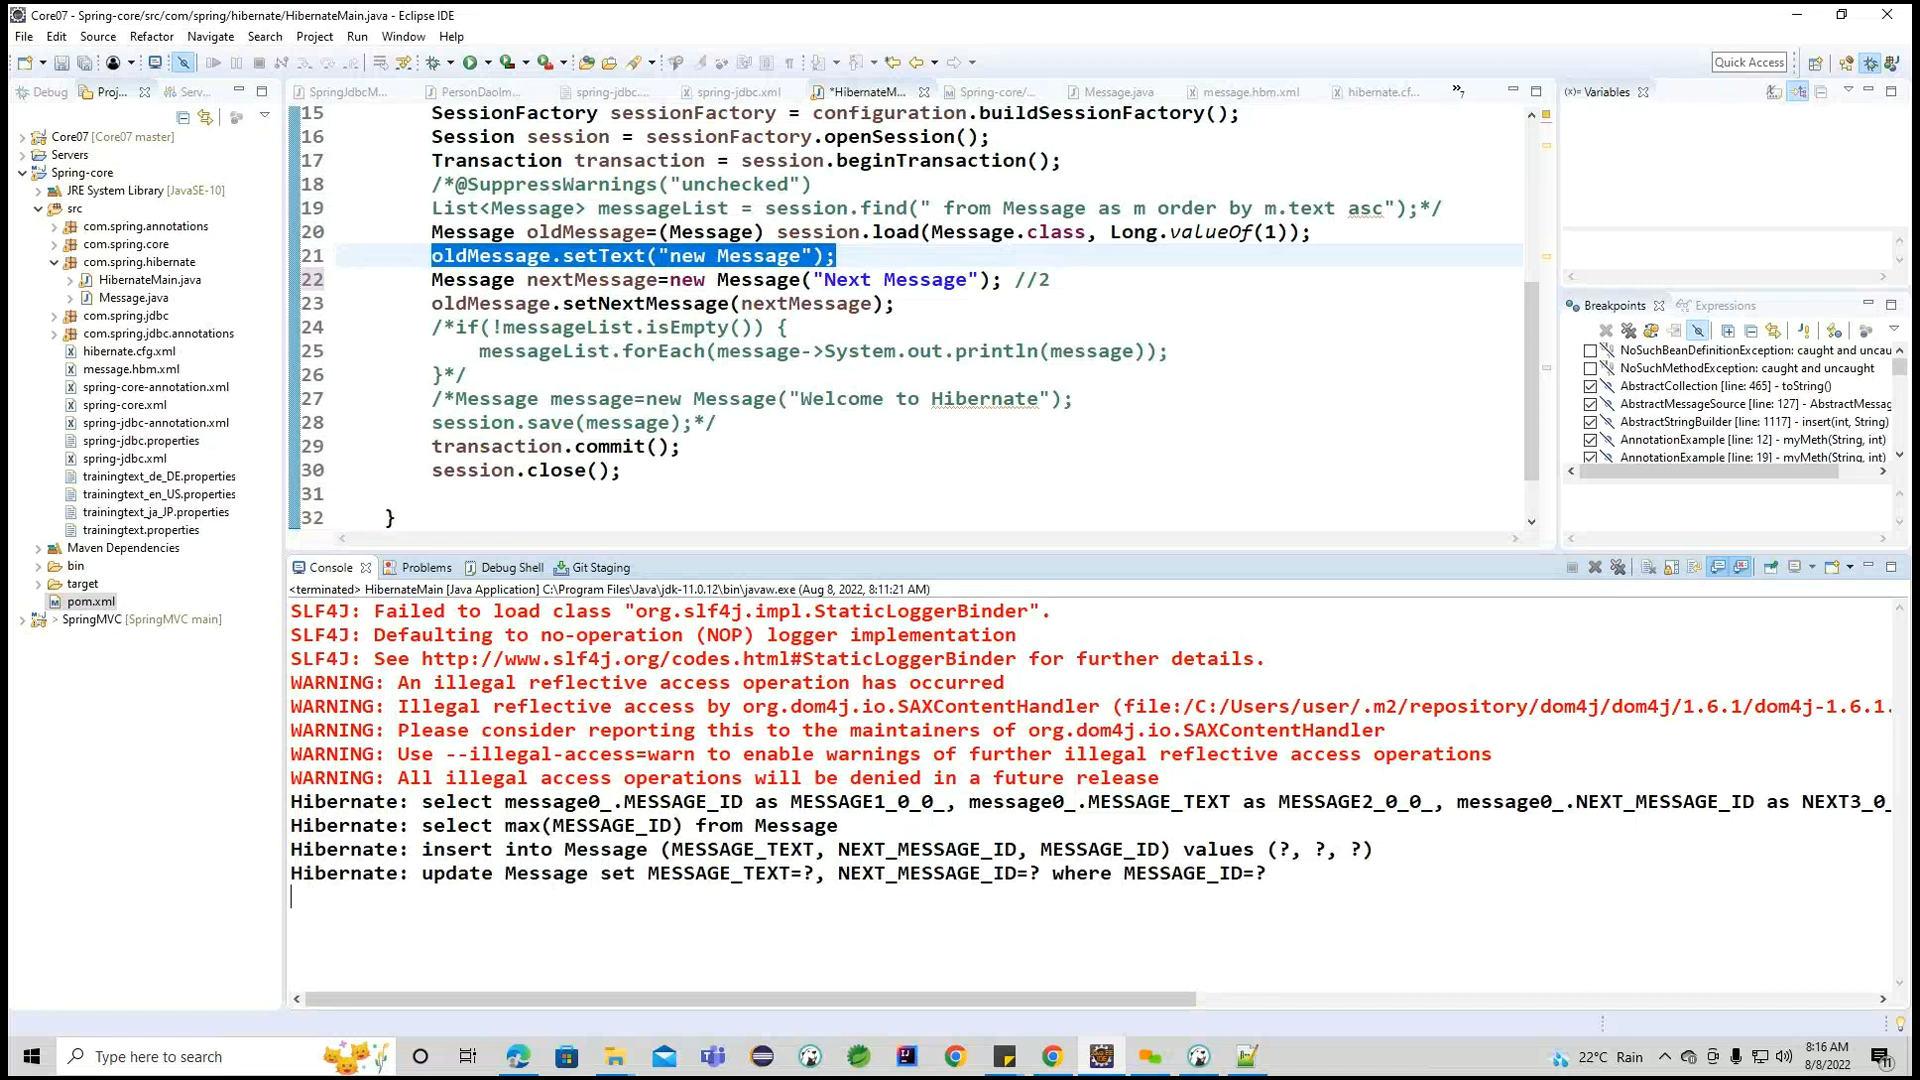 Core07 - Spring-core/src/com/spring/hibernate/HibernateMain.java - Eclipse IDE
File Edit Source Refactor Navigate Search Project Run Window Help
Quick Access
Debug Proj... Serv...
Core07 [Core07 master]
Servers
Spring-core
JRE System Library [JavaSE-10]
src
com.spring.annotations
com.spring.core
com.spring.hibernate
HibernateMain.java
Message.java
com.spring.jdbc
com.spring.jdbc.annotations
hibernate.cfg.xml
message.hbm.xml
spring-core-annotation.xml
spring-core.xml
spring-jdbc-annotation.xml
spring-jdbc.properties
spring-jdbc.xml
trainingtext_de_DE.properties
trainingtext_en_US.properties
trainingtext_ja_JP.properties
trainingtext.properties
Maven Dependencies
bin
target
pom.xml
> SpringMVC [SpringMVC main]
SpringJdbcM... PersonDaoIm... spring-jdbc.... spring-jdbc.xml *HibernateM... Spring-core/... Message.java message.hbm.xml hibernate.cf... »7
15 SessionFactory sessionFactory = configuration.buildSessionFactory();
16 Session session = sessionFactory.openSession();
17 Transaction transaction = session.beginTransaction();
18 /*@SuppressWarnings("unchecked")
19 List<Message> messageList = session.find(" from Message as m order by m.text asc");*/
20 Message oldMessage=(Message) session.load(Message.class, Long.valueOf(1));
21 oldMessage.setText("new Message");
22 Message nextMessage=new Message("Next Message"); //2
23 oldMessage.setNextMessage(nextMessage);
24 /*if(!messageList.isEmpty()) {
25 messageList.forEach(message->System.out.println(message));
26 }*/
27 /*Message message=new Message("Welcome to Hibernate");
28 session.save(message);*/
29 transaction.commit();
30 session.close();
31
32 }
(x)= Variables
Breakpoints Expressions
NoSuchBeanDefinitionException: caught and uncau
NoSuchMethodException: caught and uncaught
AbstractCollection [line: 465] - toString()
AbstractMessageSource [line: 127] - AbstractMessag
AbstractStringBuilder [line: 1117] - insert(int, String)
AnnotationExample [line: 12] - myMeth(String, int)
AnnotationExample [line: 19] - myMeth(String, int)
Console Problems Debug Shell Git Staging
<terminated> HibernateMain [Java Application] C:\Program Files\Java\jdk-11.0.12\bin\javaw.exe (Aug 8, 2022, 8:11:21 AM)
SLF4J: Failed to load class "org.slf4j.impl.StaticLoggerBinder".
SLF4J: Defaulting to no-operation (NOP) logger implementation
SLF4J: See http://www.slf4j.org/codes.html#StaticLoggerBinder for further details.
WARNING: An illegal reflective access operation has occurred
WARNING: Illegal reflective access by org.dom4j.io.SAXContentHandler (file:/C:/Users/user/.m2/repository/dom4j/dom4j/1.6.1/dom4j-1.6.1.
WARNING: Please consider reporting this to the maintainers of org.dom4j.io.SAXContentHandler
WARNING: Use --illegal-access=warn to enable warnings of further illegal reflective access operations
WARNING: All illegal access operations will be denied in a future release
Hibernate: select message0_.MESSAGE_ID as MESSAGE1_0_0_, message0_.MESSAGE_TEXT as MESSAGE2_0_0_, message0_.NEXT_MESSAGE_ID as NEXT3_0_
Hibernate: select max(MESSAGE_ID) from Message
Hibernate: insert into Message (MESSAGE_TEXT, NEXT_MESSAGE_ID, MESSAGE_ID) values (?, ?, ?)
Hibernate: update Message set MESSAGE_TEXT=?, NEXT_MESSAGE_ID=? where MESSAGE_ID=?
Type here to search
22°C Rain
8:16 AM
8/8/2022
11